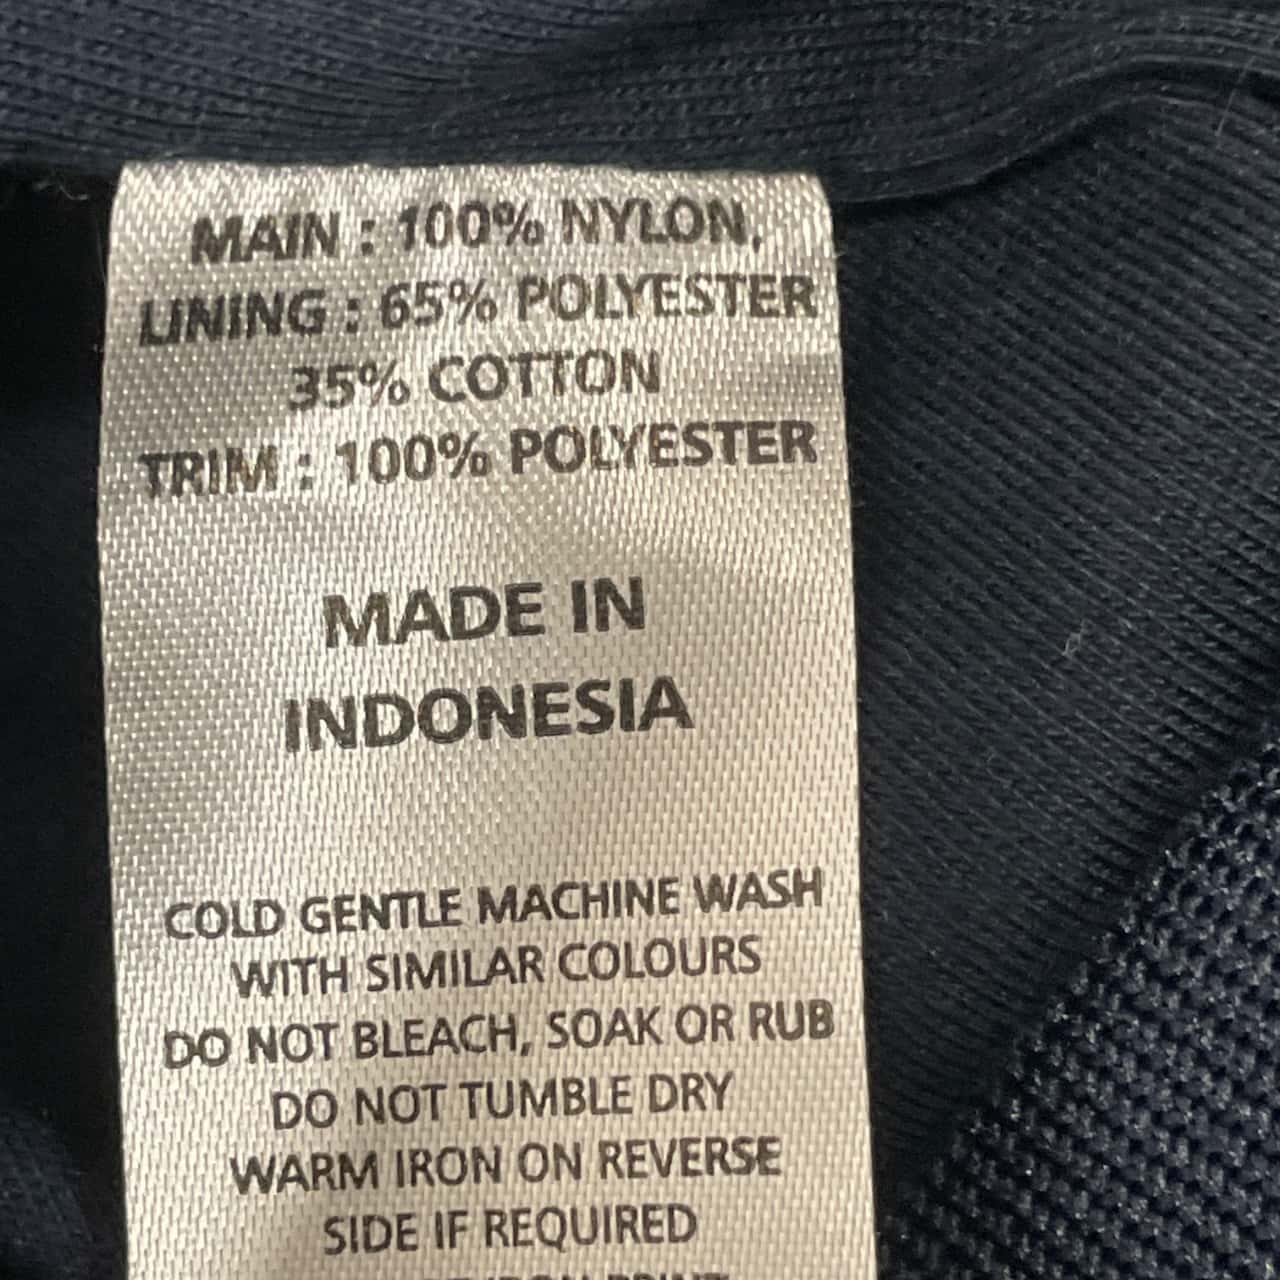 MAIN : 100% NYLON,
LINING : 65% POLYESTER
35% COTTON
TRIM : 100% POLYESTER
MADE IN
INDONESIA
COLD GENTLE MACHINE WASH
WITH SIMILAR COLOURS
DO NOT BLEACH, SOAK OR RUB
DO NOT TUMBLE DRY
WARM IRON ON REVERSE
SIDE IF REQUIRED
IRON PRINT